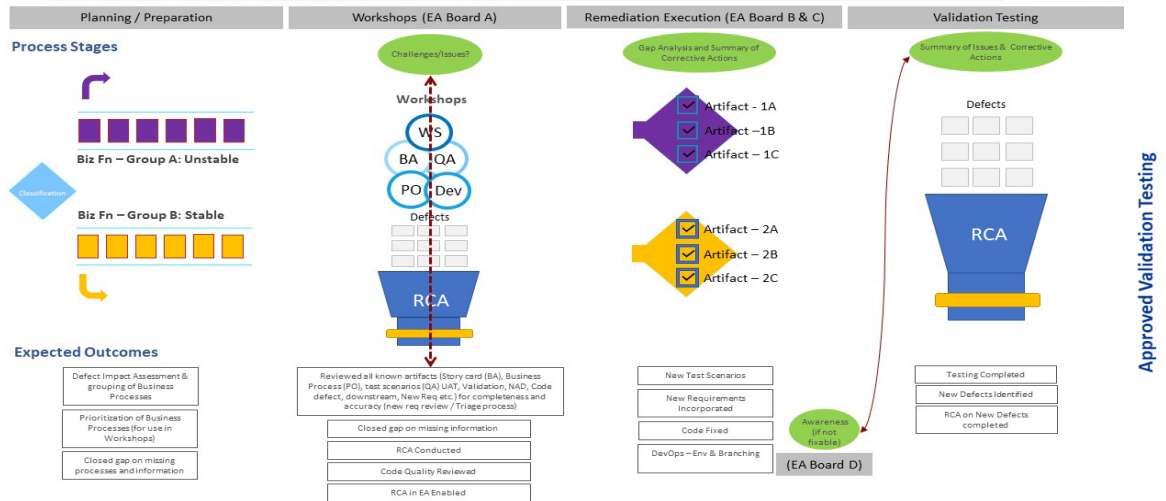 Planning / Preparation
Workshops (EA Board A)
Remediation Execution (EA Board B & C)
Validation Testing
Process Stages
Classification
Biz Fn – Group A: Unstable
Biz Fn – Group B: Stable
Challenges/Issues?
Workshops
WS
BA
QA
PO
Dev
Defects
RCA
Gap Analysis and Summary of
Corrective Actions
Artifact - 1A
Artifact –1B
Artifact – 1C
Artifact – 2A
Artifact – 2B
Artifact – 2C
Summary of Issues & Corrective
Actions
Defects
RCA
Approved Validation Testing
Expected Outcomes
Defect Impact Assessment &
grouping of Business
Processes
Prioritization of Business
Processes (for use in
Workshops)
Closed gap on missing
processes and information
Reviewed all known artifacts (Story card (BA), Business
Process (PO), test scenarios (QA) UAT, Validation, NAD, Code
defect, downstream, New Req etc.) for completeness and
accuracy (new req review / Triage process)
Closed gap on missing information
RCA Conducted
Code Quality Reviewed
RCA in EA Enabled
New Test Scenarios
New Requirements
Incorporated
Code Fixed
DevOps – Env & Branching
Awareness
(if not
fixable)
(EA Board D)
Testing Completed
New Defects Identified
RCA on New Defects
completed